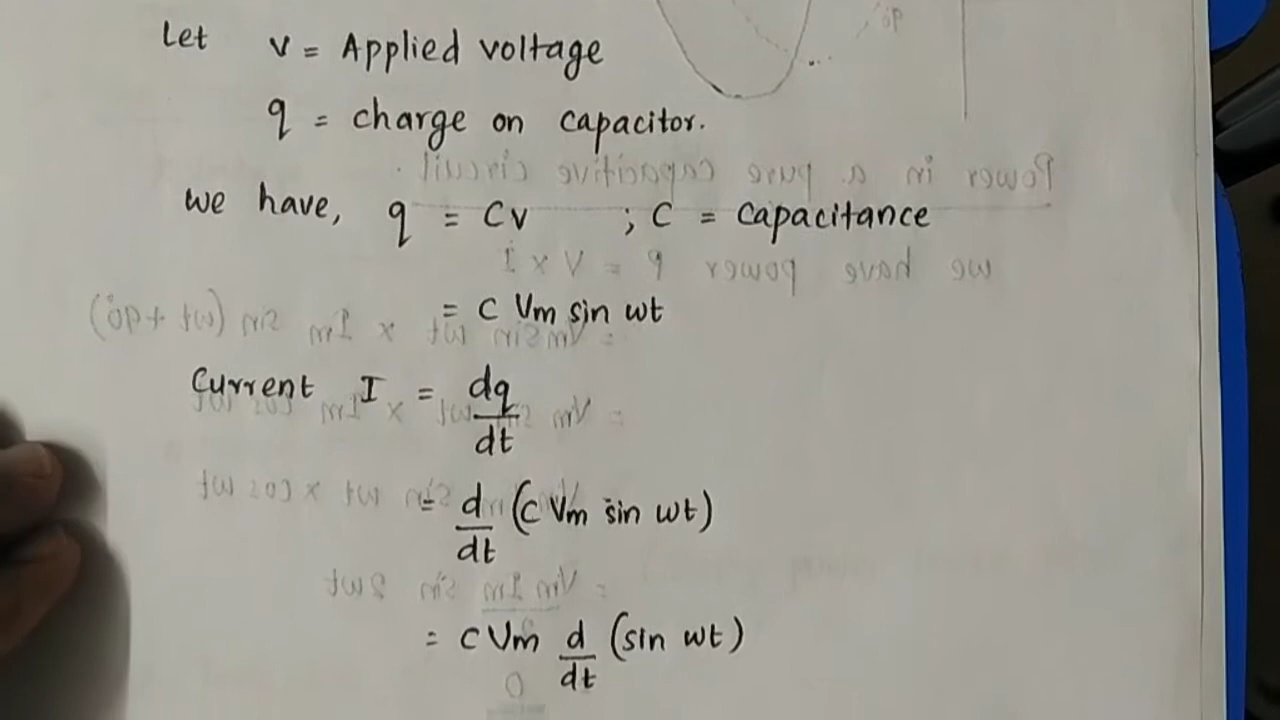 Let v = Applied voltage
q = charge on capacitor.
we have, q = Cv ; C = capacitance
= C Vm sin wt
Current I = dq/dt
= d/dt (C Vm sin wt)
= C Vm d/dt (sin wt)